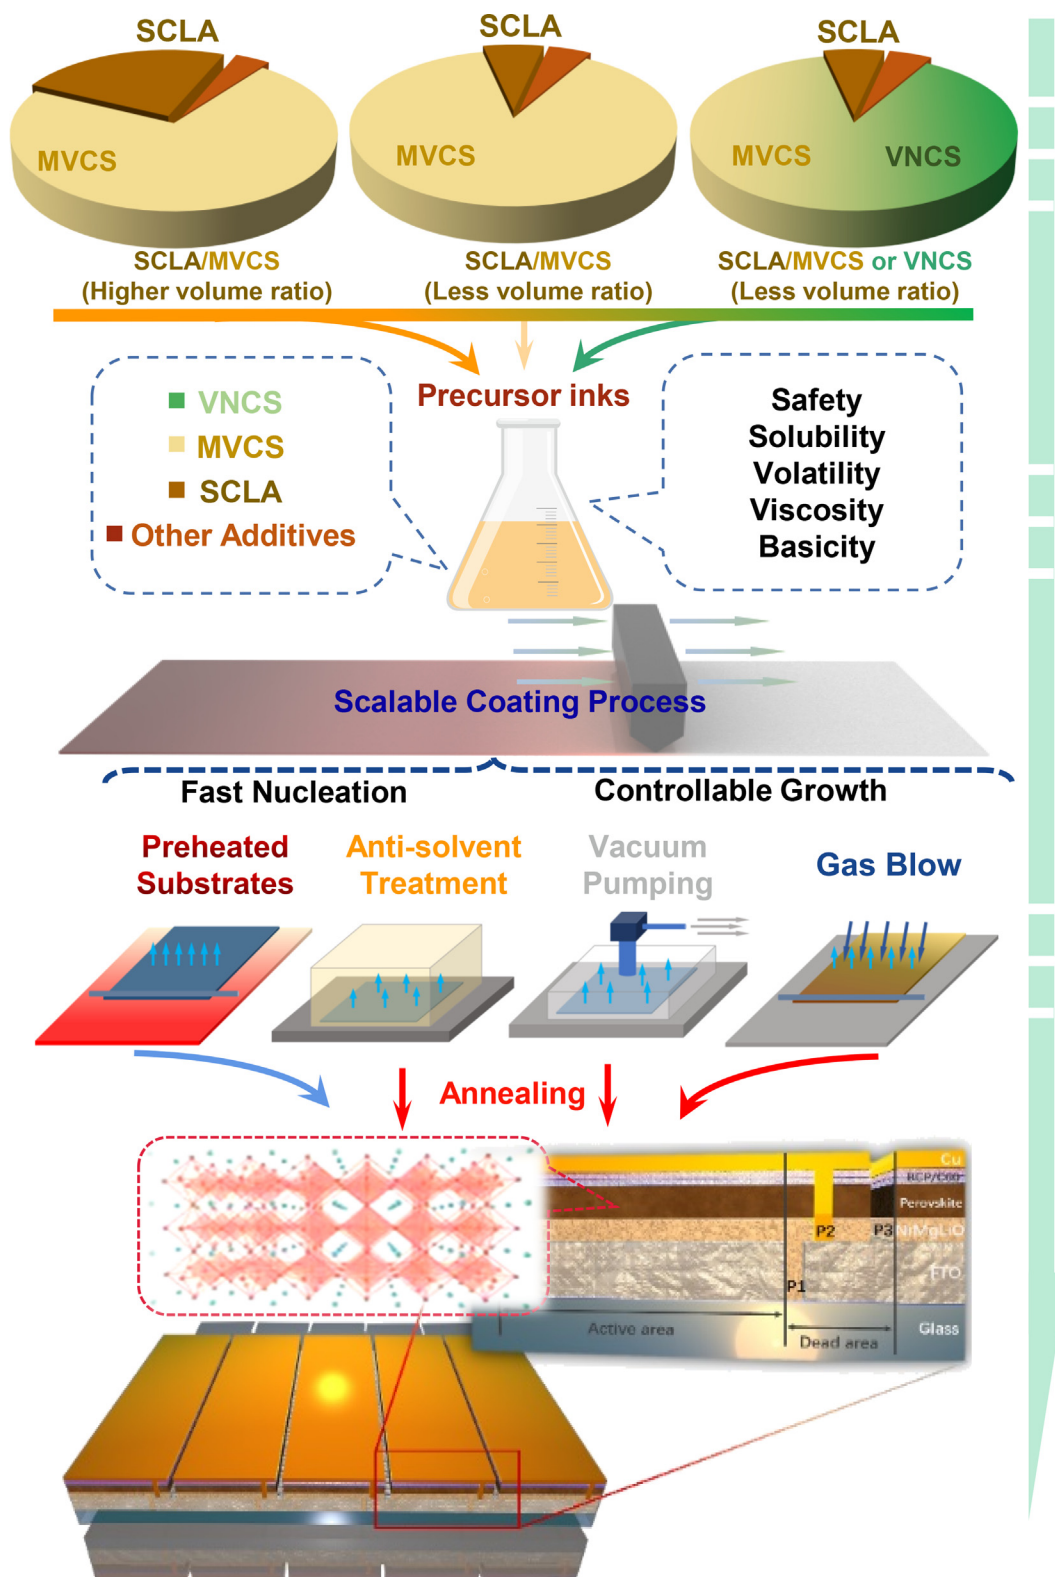 SCLA
SCLA
SCLA
MVCS
MVCS
MVCS
VNCS
SCLA/MVCS
(Higher volume ratio)
SCLA/MVCS
(Less volume ratio)
SCLA/MVCS or VNCS
(Less volume ratio)
VNCS
MVCS
SCLA
Other Additives
Precursor inks
Safety
Solubility
Volatility
Viscosity
Basicity
Scalable Coating Process
Fast Nucleation
Controllable Growth
Preheated
Substrates
Anti-solvent
Treatment
Vacuum
Pumping
Gas Blow
Annealing
Cu
BCP/C60
Perovskite
P2
P3
NiMgLiO
FTO
P1
Active area
Dead area
Glass